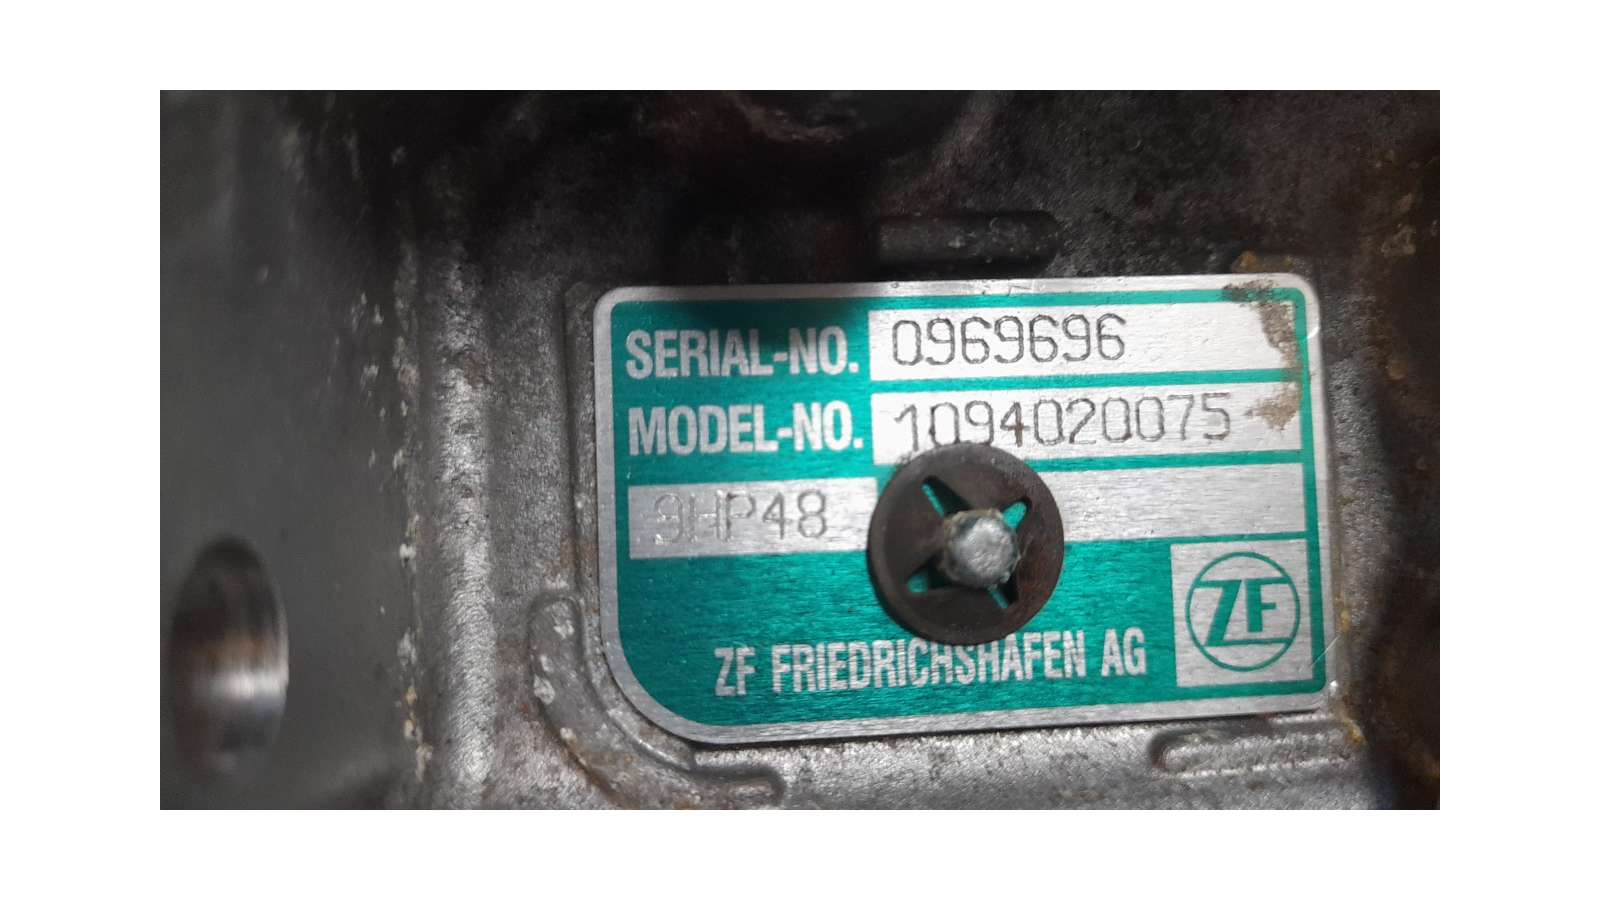 SERIAL-NO. 0969696
MODEL-NO. 1094020075
9HP48
ZF FRIEDRICHSHAFEN AG
ZF